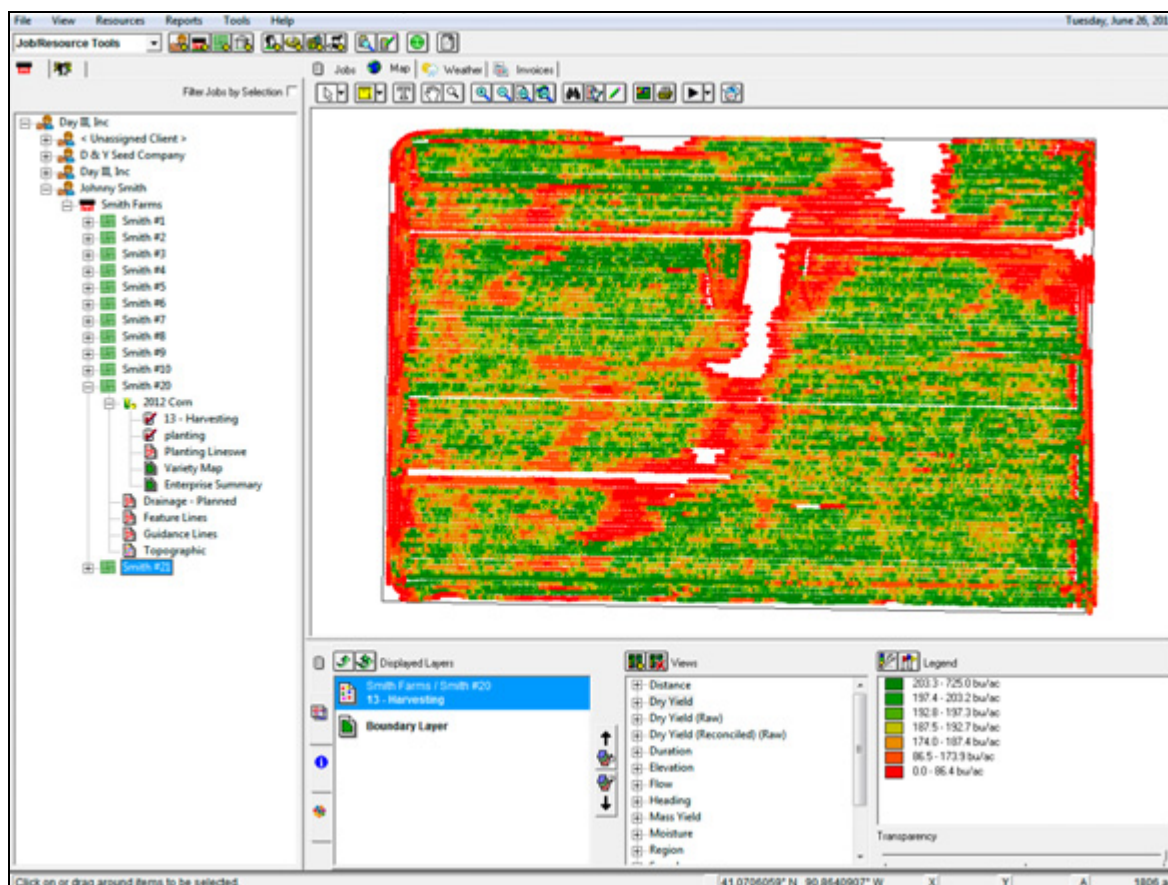 File View Resources Reports Tools Help
Tuesday, June 26, 201
Job/Resource Tools
Jobs Map Weather Invoices
Filter Jobs by Selection
Day III, Inc
< Unassigned Client >
D & Y Seed Company
Day III, Inc
Johnny Smith
Smith Farms
Smith #1
Smith #2
Smith #3
Smith #4
Smith #5
Smith #6
Smith #7
Smith #8
Smith #9
Smith #10
Smith #20
2012 Corn
13 - Harvesting
planting
Planting Lineswe
Variety Map
Enterprise Summary
Drainage - Planned
Feature Lines
Guidance Lines
Topographic
Smith #21
Displayed Layers
Smith Farms / Smith #20
13 - Harvesting
Boundary Layer
Views
Distance
Dry Yield
Dry Yield (Raw)
Dry Yield (Reconciled) (Raw)
Duration
Elevation
Flow
Heading
Mass Yield
Moisture
Region
Legend
203.3 - 725.0 bu/ac
197.4 - 203.2 bu/ac
192.8 - 197.3 bu/ac
187.5 - 192.7 bu/ac
174.0 - 187.4 bu/ac
86.5 - 173.9 bu/ac
0.0 - 86.4 bu/ac
Transparency
Click on or drag around items to be selected.
41.0706059° N 90.8640907° W X Y A 1806 a